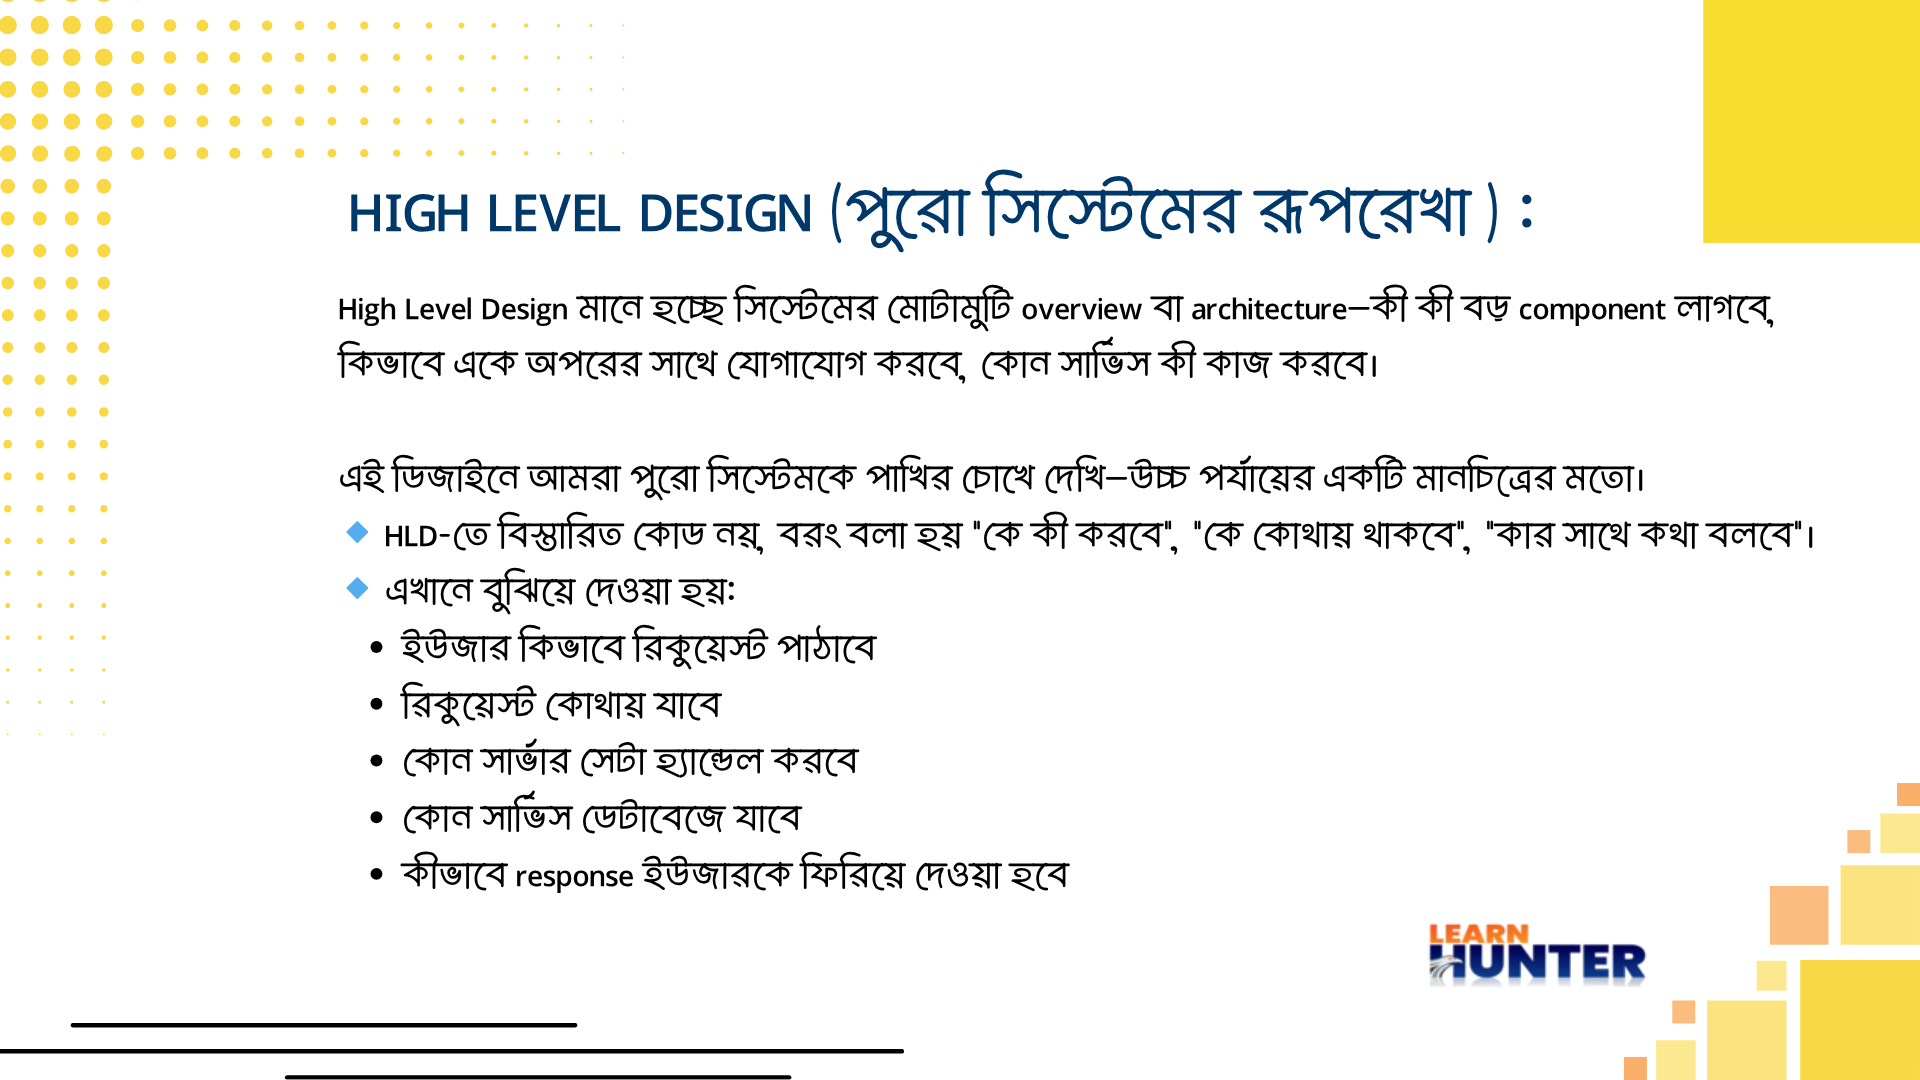 HIGH LEVEL DESIGN (পুরো সিস্টেমের রূপরেখা ) :
High Level Design মানে হচ্ছে সিস্টেমের মোটামুটি overview বা architecture—কী কী বড় component লাগবে,
কিভাবে একে অপরের সাথে যোগাযোগ করবে, কোন সার্ভিস কী কাজ করবে।
এই ডিজাইনে আমরা পুরো সিস্টেমকে পাখির চোখে দেখি—উচ্চ পর্যায়ের একটি মানচিত্রের মতো।
🔹 HLD-তে বিস্তারিত কোড নয়, বরং বলা হয় "কে কী করবে", "কে কোথায় থাকবে", "কার সাথে কথা বলবে"।
🔹 এখানে বুঝিয়ে দেওয়া হয়:
• ইউজার কিভাবে রিকুয়েস্ট পাঠাবে
• রিকুয়েস্ট কোথায় যাবে
• কোন সার্ভার সেটা হ্যান্ডেল করবে
• কোন সার্ভিস ডেটাবেজে যাবে
• কীভাবে response ইউজারকে ফিরিয়ে দেওয়া হবে
LEARN
HUNTER